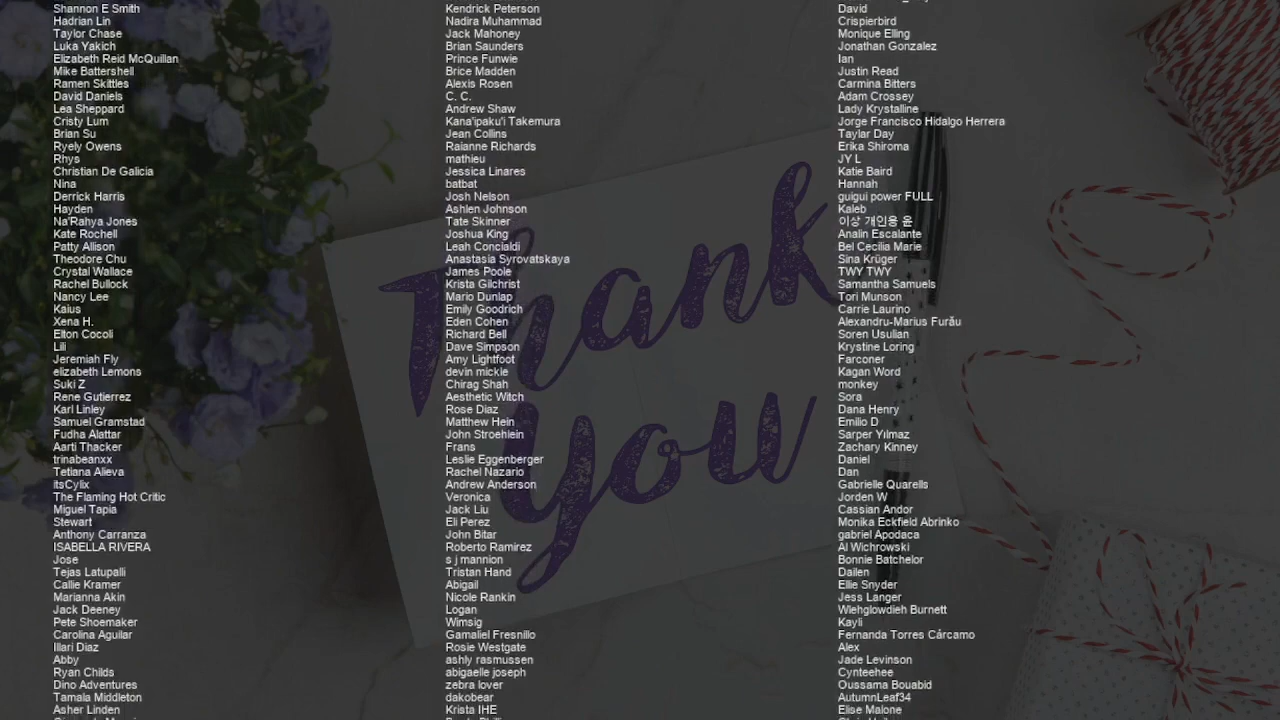 Shannon E Smith
Hadrian Lin
Taylor Chase
Luka Yakich
Elizabeth Reid McQuillan
Mike Battershell
Ramen Skittles
David Daniels
Lea Sheppard
Cristy Lum
Brian Su
Ryely Owens
Rhys
Christian De Galicia
Nina
Derrick Harris
Hayden
Na'Rahya Jones
Kate Rochell
Patty Allison
Theodore Chu
Crystal Wallace
Rachel Bullock
Nancy Lee
Kaius
Xena H.
Elton Cocoli
Lili
Jeremiah Fly
elizabeth Lemons
Suki Z
Rene Gutierrez
Karl Linley
Samuel Gramstad
Fudha Alattar
Aarti Thacker
trinabeanxx
Tetiana Alieva
itsCylix
The Flaming Hot Critic
Miguel Tapia
Stewart
Anthony Carranza
ISABELLA RIVERA
Jose
Tejas Latupalli
Callie Kramer
Marianna Akin
Jack Deeney
Pete Shoemaker
Carolina Aguilar
Illari Diaz
Abby
Ryan Childs
Dino Adventures
Tamala Middleton
Asher Linden
Kendrick Peterson
Nadira Muhammad
Jack Mahoney
Brian Saunders
Prince Funwie
Brice Madden
Alexis Rosen
C. C.
Andrew Shaw
Kana'ipaku'i Takemura
Jean Collins
Raianne Richards
mathieu
Jessica Linares
batbat
Josh Nelson
Ashlen Johnson
Tate Skinner
Joshua King
Leah Concialdi
Anastasia Syrovatskaya
James Poole
Krista Gilchrist
Mario Dunlap
Emily Goodrich
Eden Cohen
Richard Bell
Dave Simpson
Amy Lightfoot
devin mickle
Chirag Shah
Aesthetic Witch
Rose Diaz
Matthew Hein
John Stroehlein
Frans
Leslie Eggenberger
Rachel Nazario
Andrew Anderson
Veronica
Jack Liu
Eli Perez
John Bitar
Roberto Ramirez
s j mannion
Tristan Hand
Abigail
Nicole Rankin
Logan
Wimsig
Gamaliel Fresnillo
Rosie Westgate
ashly rasmussen
abigaelle joseph
zebra lover
dakobear
Krista IHE
David
Crispierbird
Monique Elling
Jonathan Gonzalez
Ian
Justin Read
Carmina Bitters
Adam Crossey
Lady Krystalline
Jorge Francisco Hidalgo Herrera
Taylar Day
Erika Shiroma
JY L
Katie Baird
Hannah
guigui power FULL
Kaleb
이상 개인용 윤
Analin Escalante
Bel Cecilia Marie
Sina Krüger
TWY TWY
Samantha Samuels
Tori Munson
Carrie Laurino
Alexandru-Marius Furău
Soren Usulian
Krystine Loring
Farconer
Kagan Word
monkey
Sora
Dana Henry
Emilio D
Sarper Yılmaz
Zachary Kinney
Daniel
Dan
Gabrielle Quarells
Jorden W
Cassian Andor
Monika Eckfield Abrinko
gabriel Apodaca
Al Wichrowski
Bonnie Batchelor
Dailen
Ellie Snyder
Jess Langer
Wlehglowdieh Burnett
Kayli
Fernanda Torres Cárcamo
Alex
Jade Levinson
Cynteehee
Oussama Bouabid
AutumnLeaf34
Elise Malone
Thank
you